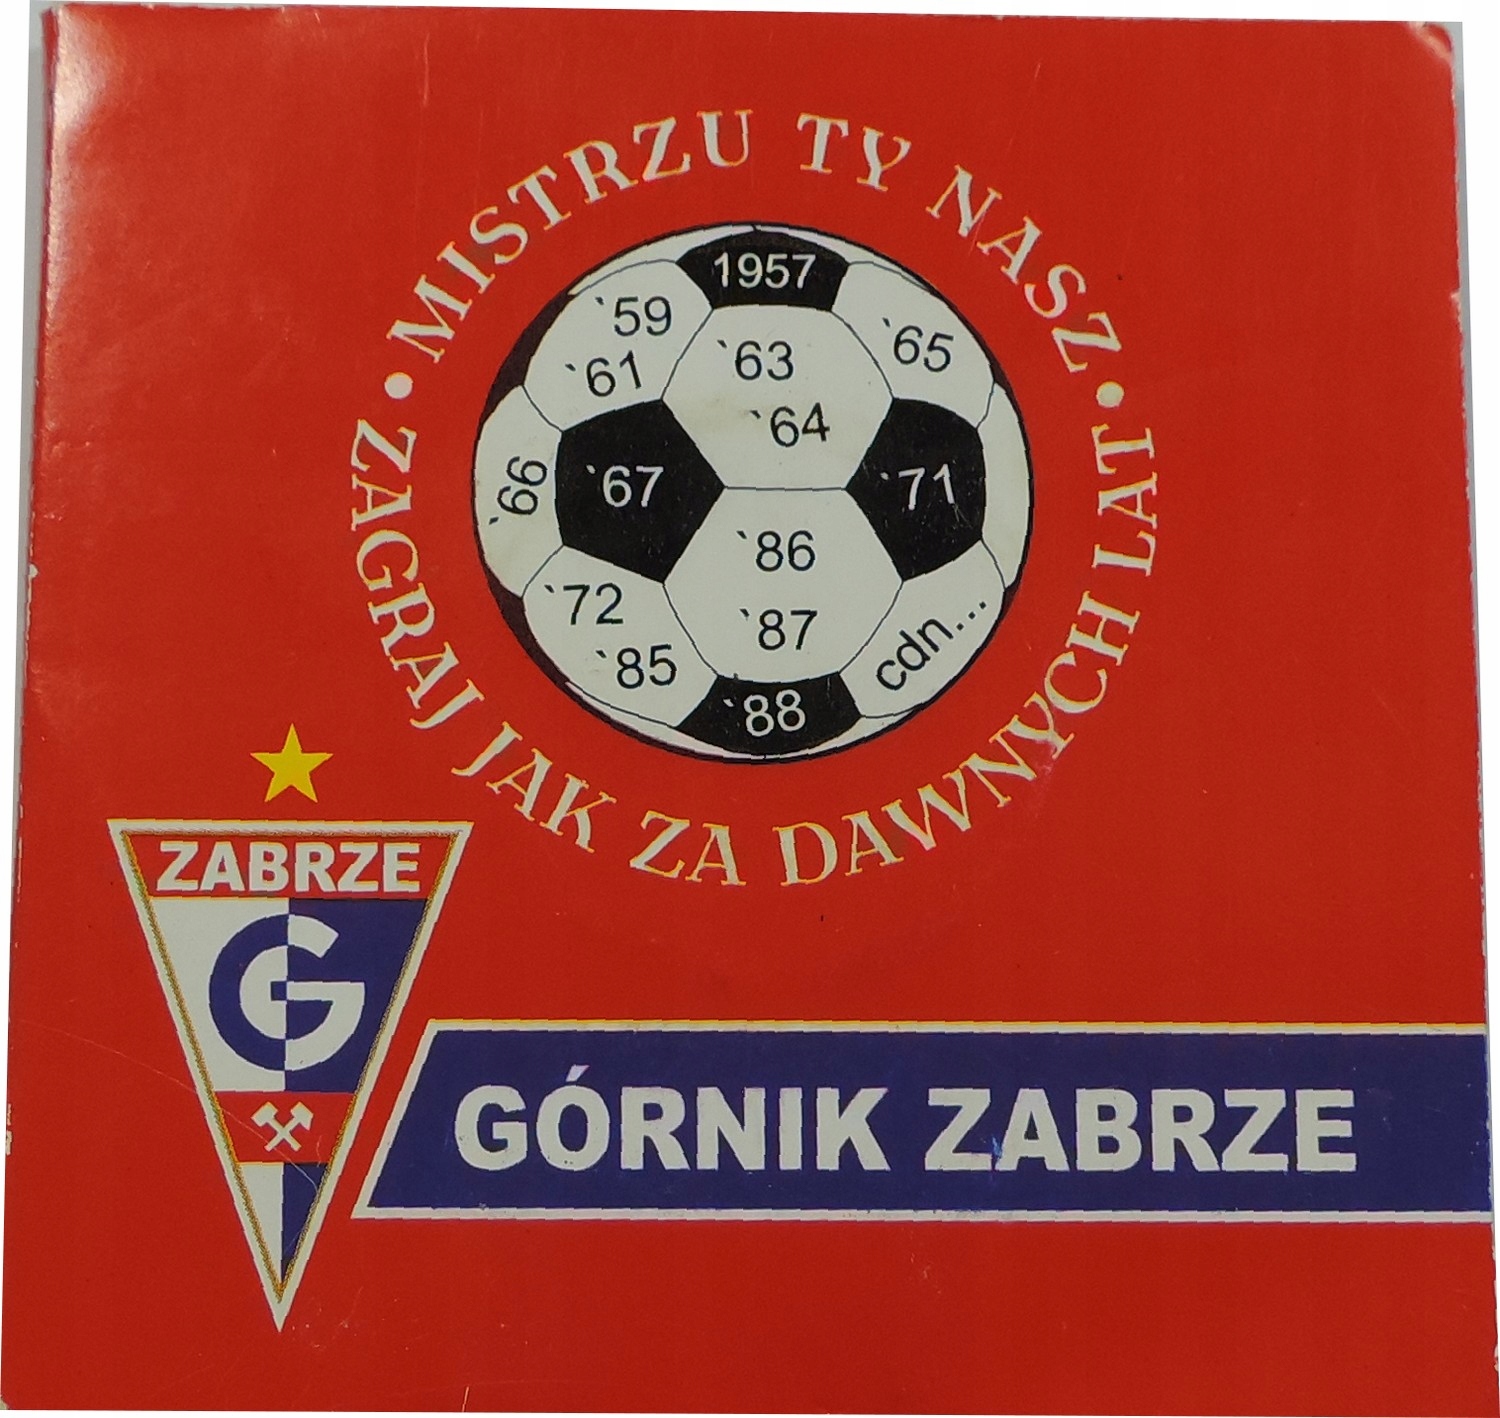 • MISTRZU TY NASZ •
ZAGRAJ JAK ZA DAWNYCH LAT
1957
`59
`61
`63
`64
`65
`66
`67
`71
`72
`85
`86
`87
`88
cdn...
ZABRZE
G
GÓRNIK ZABRZE